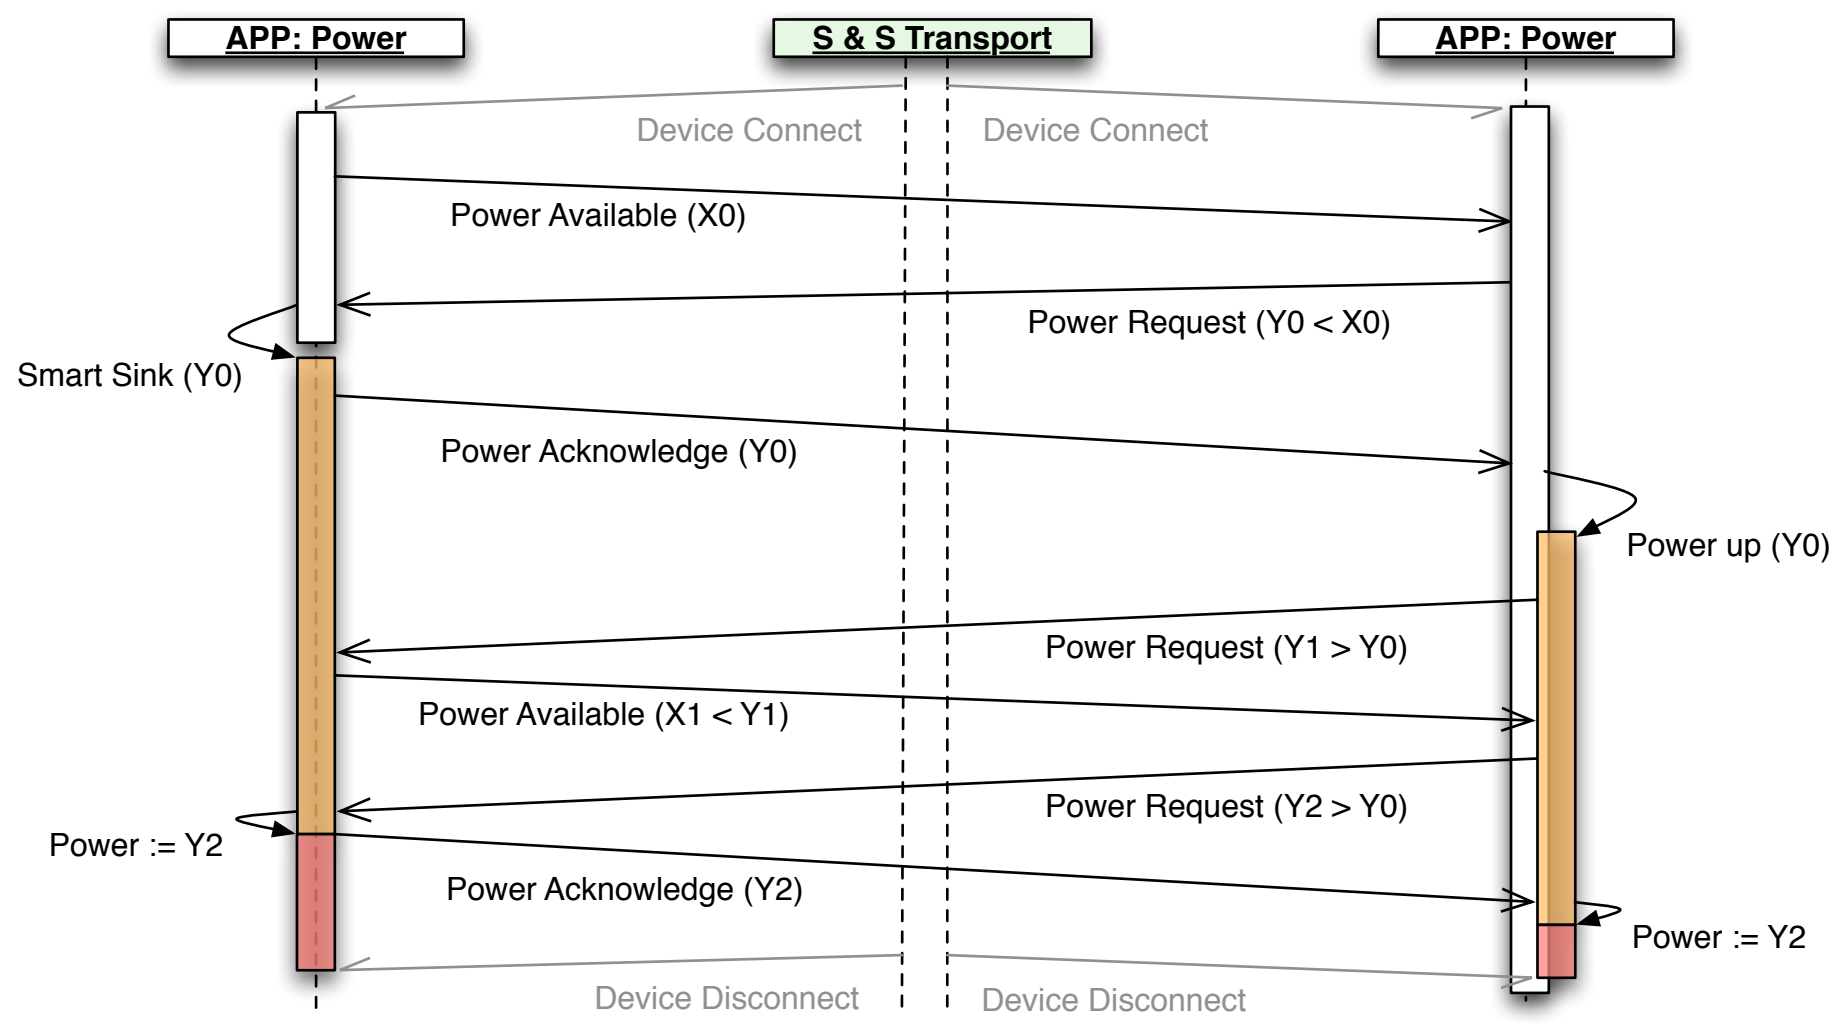 APP: Power
S & S Transport
APP: Power
Device Connect
Device Connect
Power Available (X0)
Power Request (Y0 < X0)
Smart Sink (Y0)
Power Acknowledge (Y0)
Power up (Y0)
Power Request (Y1 > Y0)
Power Available (X1 < Y1)
Power Request (Y2 > Y0)
Power := Y2
Power Acknowledge (Y2)
Power := Y2
Device Disconnect
Device Disconnect